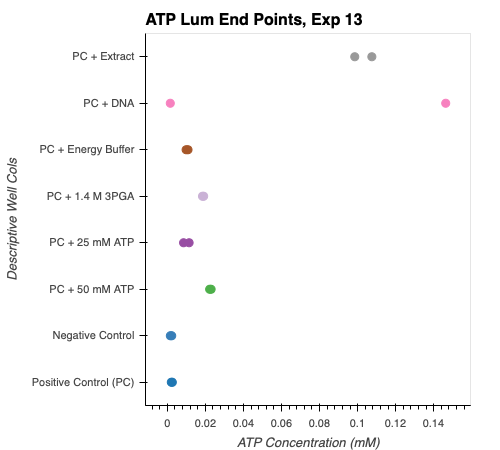 ATP Lum End Points, Exp 13
Descriptive Well Cols
PC + Extract
PC + DNA
PC + Energy Buffer
PC + 1.4 M 3PGA
PC + 25 mM ATP
PC + 50 mM ATP
Negative Control
Positive Control (PC)
0 0.02 0.04 0.06 0.08 0.1 0.12 0.14
ATP Concentration (mM)